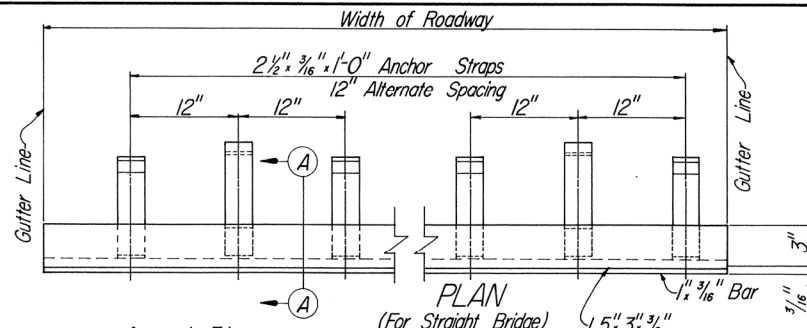 Width of Roadway
2½" x 3/16" x 1'-0" Anchor Straps
12" Alternate Spacing
12" 12" 12" 12"
Gutter Line
Gutter Line
A
3"
A
1" x 3/16" Bar
3/16"
PLAN
(For Straight Bridge)